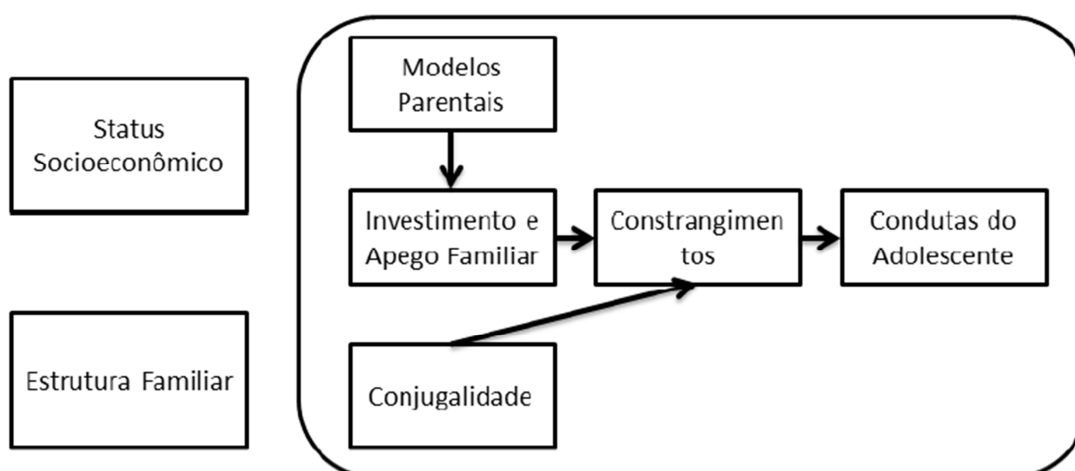 Modelos
Parentais
Status
Socioeconômico
Investimento e
Apego Familiar
Constrangimen
tos
Condutas do
Adolescente
Estrutura Familiar
Conjugalidade